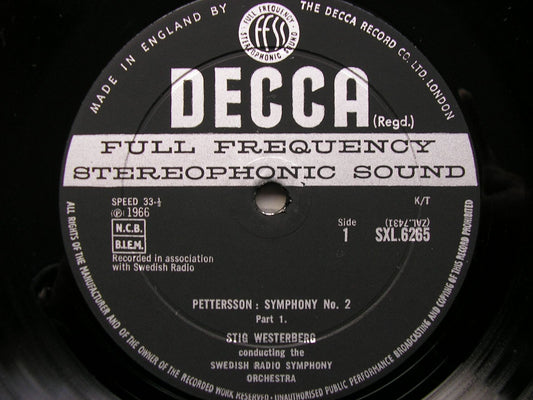 MADE IN ENGLAND BY
FULL FREQUENCY
FFSS
STEREOPHONIC SOUND
THE DECCA RECORD CO. LTD. LONDON
DECCA
(Regd.)
FULL FREQUENCY
STEREOPHONIC SOUND
SPEED 33⅓
K/T
Ⓟ 1966
N.C.B.
B.I.E.M.
Side
1
(ZAL.7431)
SXL.6265
Recorded in association
with Swedish Radio
PETTERSSON : SYMPHONY No. 2
Part 1.
STIG WESTERBERG
conducting the
SWEDISH RADIO SYMPHONY
ORCHESTRA
ALL RIGHTS OF THE MANUFACTURER AND OF THE OWNER OF THE RECORDED WORK RESERVED · UNAUTHORISED PUBLIC PERFORMANCE BROADCASTING AND COPYING OF THIS RECORD PROHIBITED